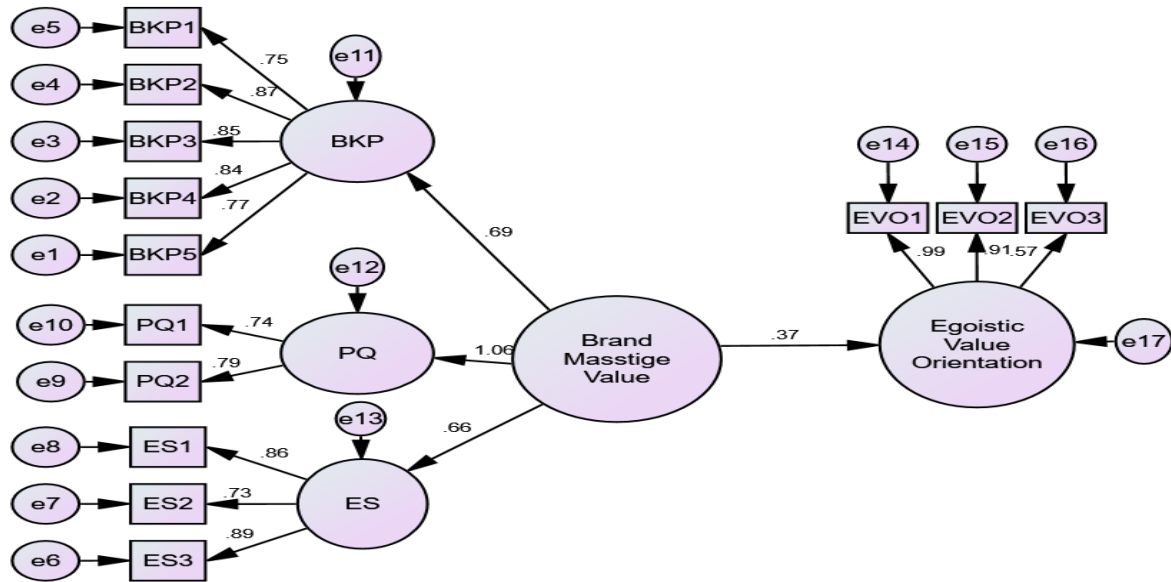 e5
BKP1
.75
e11
e4
BKP2
.87
e3
BKP3
.85
BKP
e2
BKP4
.84
.77
e1
BKP5
.69
e14
e15
e16
EVO1
EVO2
EVO3
.99
.91
.57
e12
e10
PQ1
.74
PQ
1.06
e9
PQ2
.79
Brand
Masstige
Value
.37
Egoistic
Value
Orientation
e17
e13
.66
e8
ES1
.86
e7
ES2
.73
ES
e6
ES3
.89